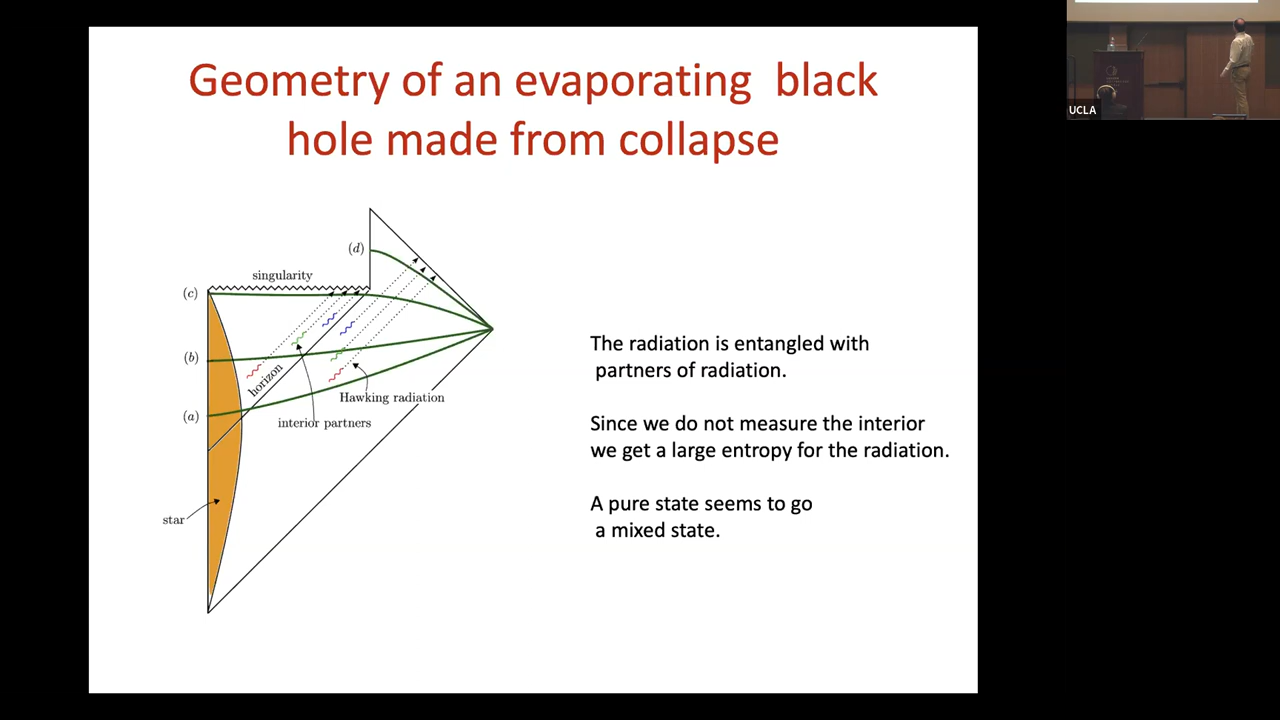 Geometry of an evaporating black
hole made from collapse
UCLA
(d)
singularity
(c)
(b)
horizon
Hawking radiation
(a)
interior partners
star
The radiation is entangled with
partners of radiation.
Since we do not measure the interior
we get a large entropy for the radiation.
A pure state seems to go
a mixed state.